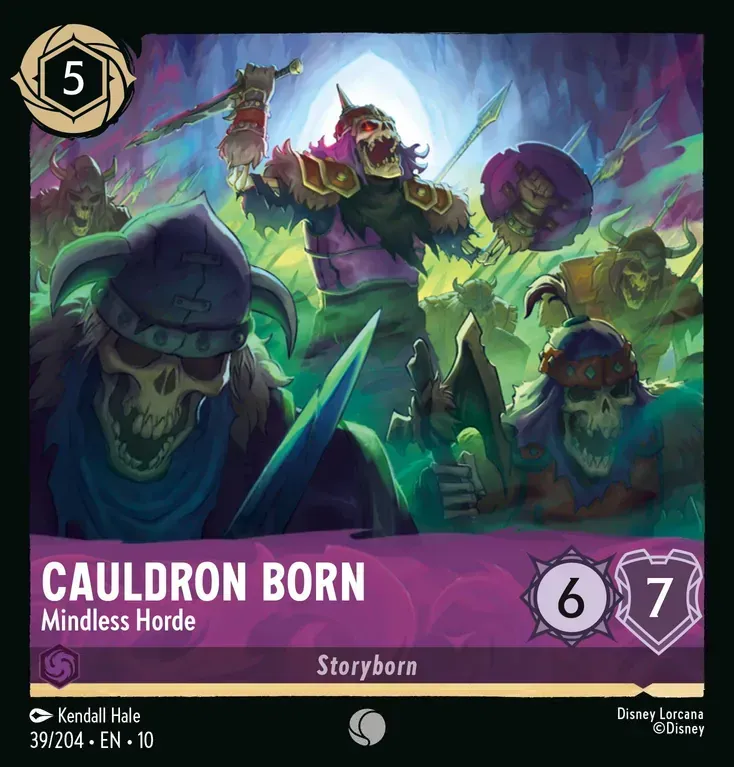 5
CAULDRON BORN
Mindless Horde
6
7
Storyborn
Kendall Hale
39/204 • EN • 10
Disney Lorcana
©Disney